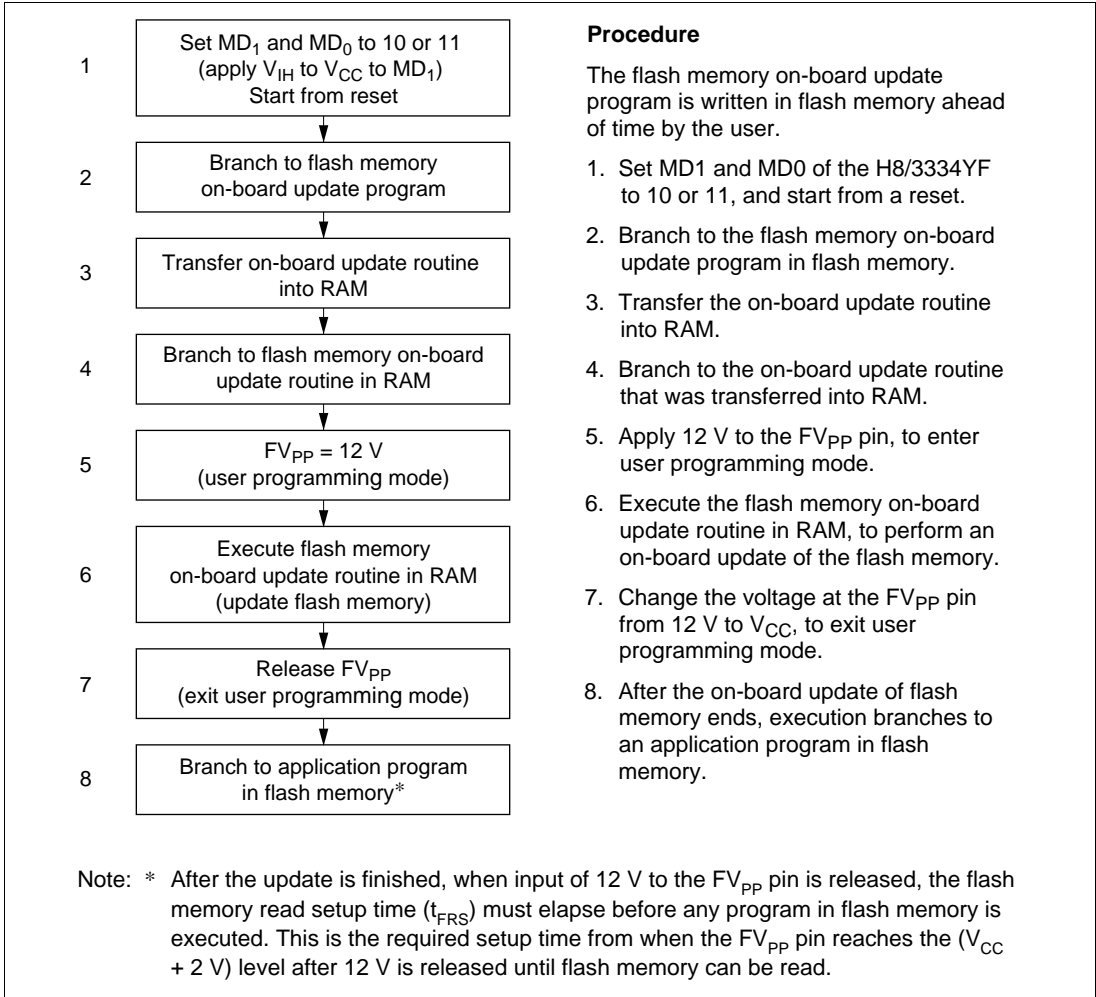 1
Set MD1 and MD0 to 10 or 11
(apply VIH to VCC to MD1)
Start from reset
2
Branch to flash memory
on-board update program
3
Transfer on-board update routine
into RAM
4
Branch to flash memory on-board
update routine in RAM
5
FVPP = 12 V
(user programming mode)
6
Execute flash memory
on-board update routine in RAM
(update flash memory)
7
Release FVPP
(exit user programming mode)
8
Branch to application program
in flash memory*
Procedure
The flash memory on-board update
program is written in flash memory ahead
of time by the user.
1. Set MD1 and MD0 of the H8/3334YF
to 10 or 11, and start from a reset.
2. Branch to the flash memory on-board
update program in flash memory.
3. Transfer the on-board update routine
into RAM.
4. Branch to the on-board update routine
that was transferred into RAM.
5. Apply 12 V to the FVPP pin, to enter
user programming mode.
6. Execute the flash memory on-board
update routine in RAM, to perform an
on-board update of the flash memory.
7. Change the voltage at the FVPP pin
from 12 V to VCC, to exit user
programming mode.
8. After the on-board update of flash
memory ends, execution branches to
an application program in flash
memory.
Note: * After the update is finished, when input of 12 V to the FVPP pin is released, the flash
memory read setup time (tFRS) must elapse before any program in flash memory is
executed. This is the required setup time from when the FVPP pin reaches the (VCC
+ 2 V) level after 12 V is released until flash memory can be read.